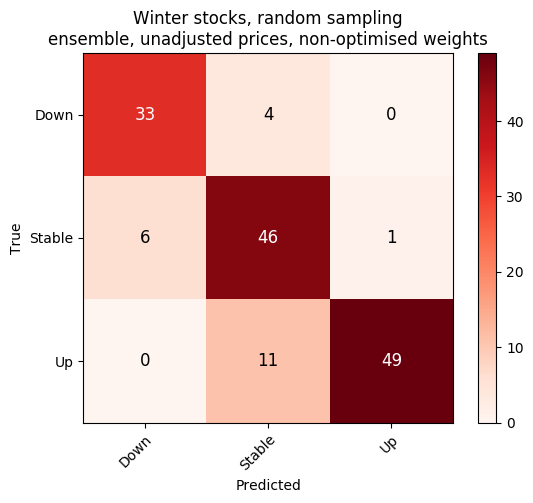 Winter stocks, random sampling
ensemble, unadjusted prices, non-optimised weights
True
Down
33
4
0
Stable
6
46
1
Up
0
11
49
Down
Stable
Up
Predicted
40
30
20
10
0